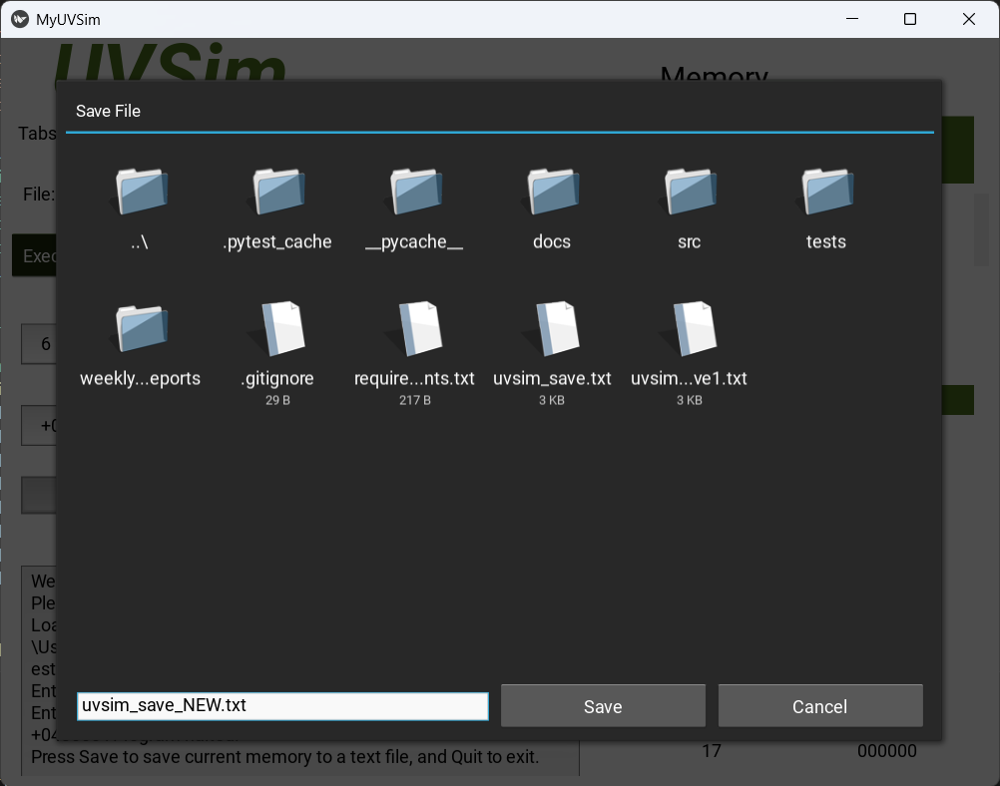 MyUVSim
UVSim
Memory
Save File
Tabs
File:
..\
.pytest_cache
__pycache__
docs
src
tests
Exec
6
weekly...eports
.gitignore
require...nts.txt
uvsim_save.txt
uvsim...ve1.txt
29 B
217 B
3 KB
3 KB
+0
We
Ple
Loa
\Us
est
Ent
Ent
uvsim_save_NEW.txt
Save
Cancel
Press Save to save current memory to a text file, and Quit to exit.
17
000000